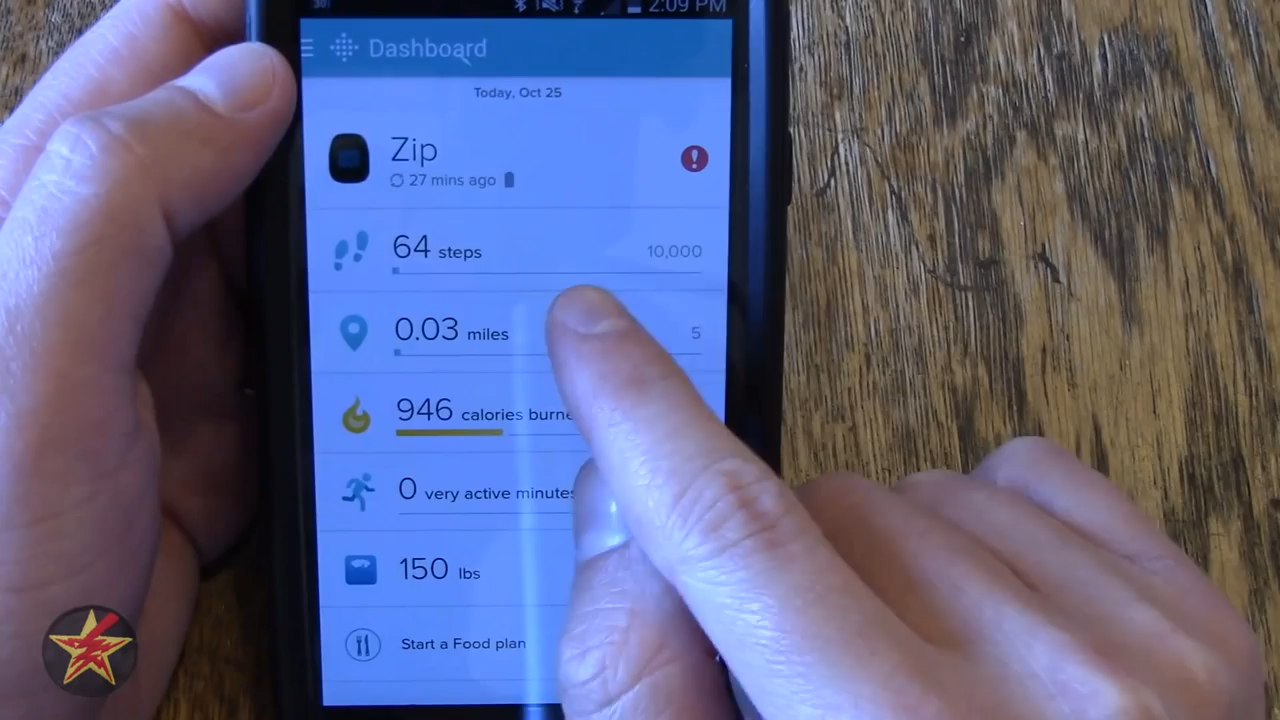 2:09 PM
Dashboard
Today, Oct 25
Zip
27 mins ago
64 steps 10,000
0.03 miles 5
946 calories burne
0 very active minutes
150 lbs
Start a Food plan